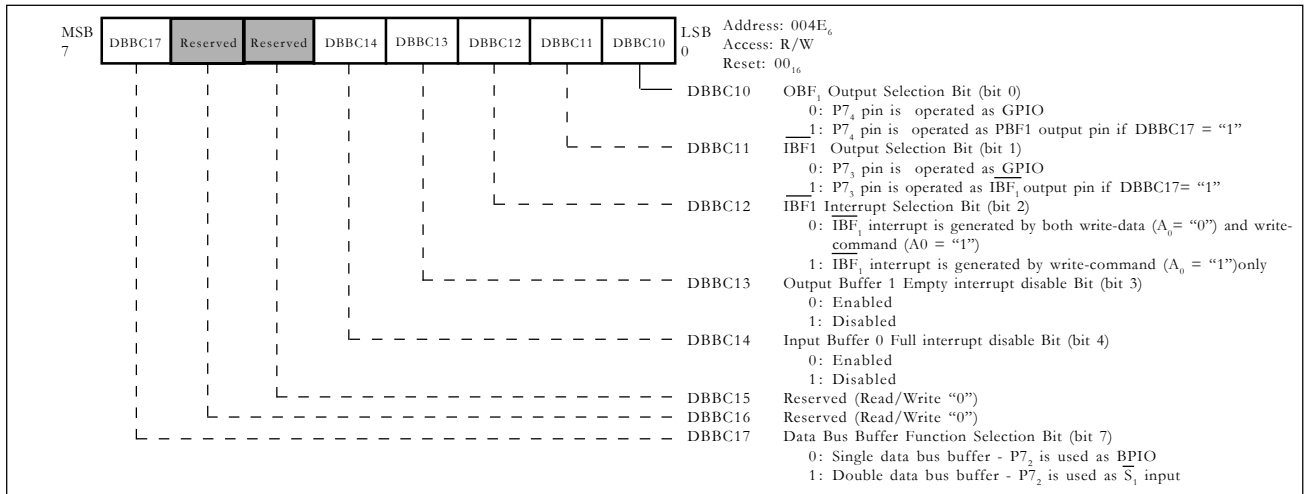 MSB
7
DBBC17 Reserved Reserved DBBC14 DBBC13 DBBC12 DBBC11 DBBC10
LSB
0
Address: 004E₆
Access: R/W
Reset: 00₁₆
DBBC10 OBF₁ Output Selection Bit (bit 0)
0: P7₄ pin is operated as GPIO
1: P7₄ pin is operated as PBF1 output pin if DBBC17 = “1”
DBBC11 I̅B̅F̅1 Output Selection Bit (bit 1)
0: P7₃ pin is operated as GPIO
1: P7₃ pin is operated as I̅B̅F̅₁ output pin if DBBC17= “1”
DBBC12 I̅B̅F̅1 Interrupt Selection Bit (bit 2)
0: I̅B̅F̅₁ interrupt is generated by both write-data (A₀= “0”) and write-
command (A0 = “1”)
1: I̅B̅F̅₁ interrupt is generated by write-command (A₀ = “1”)only
DBBC13 Output Buffer 1 Empty interrupt disable Bit (bit 3)
0: Enabled
1: Disabled
DBBC14 Input Buffer 0 Full interrupt disable Bit (bit 4)
0: Enabled
1: Disabled
DBBC15 Reserved (Read/Write “0”)
DBBC16 Reserved (Read/Write “0”)
DBBC17 Data Bus Buffer Function Selection Bit (bit 7)
0: Single data bus buffer - P7₂ is used as BPIO
1: Double data bus buffer - P7₂ is used as S̅₁ input